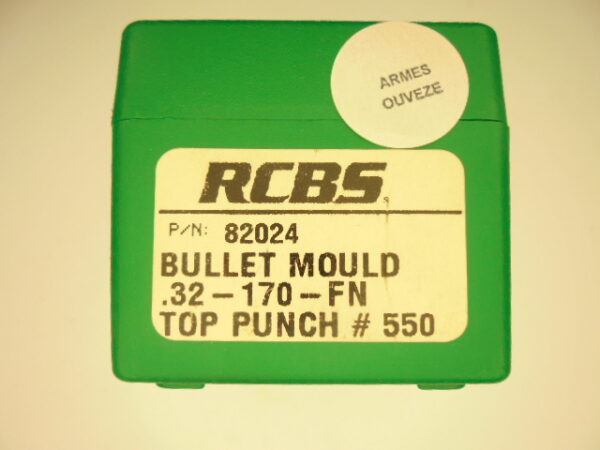 ARMES
OUVEZE
RCBS.
P/N: 82024
BULLET MOULD
.32-170-FN
TOP PUNCH # 550